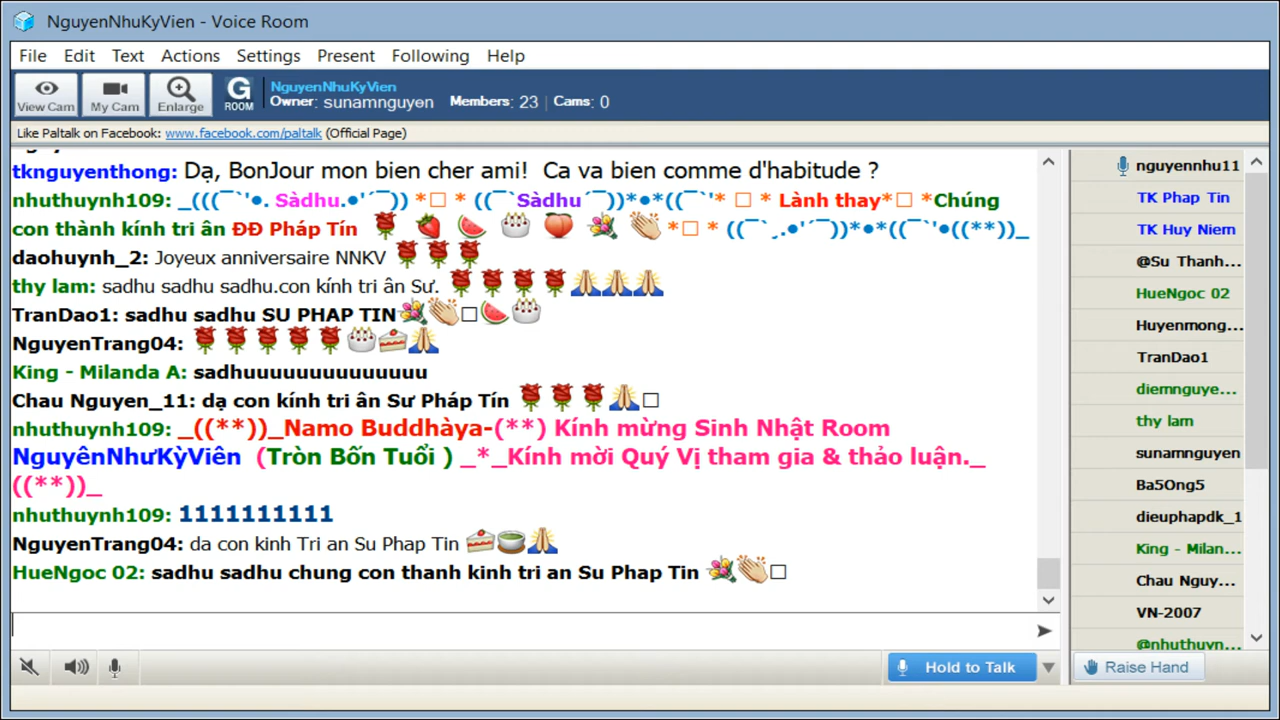 NguyenNhuKyVien - Voice Room
File Edit Text Actions Settings Present Following Help
View Cam My Cam Enlarge G ROOM
NguyenNhuKyVien
Owner: sunamnguyen Members: 23 | Cams: 0
Like Paltalk on Facebook: www.facebook.com/paltalk (Official Page)
tknguyenthong: Dạ, BonJour mon bien cher ami! Ca va bien comme d'habitude ?
nhuthuynh109: _(((¯`'•. Sàdhu.•'´¯)) *□ * ((¯`Sàdhu´¯))*•*((¯`'* □ * Lành thay*□ *Chúng
con thành kính tri ân ĐĐ Pháp Tín 🌹 🍓 🍉 🎂 🍑 💐 👏 *□ * ((¯`¸.•'´¯))*•*((¯`'•((**))_
daohuynh_2: Joyeux anniversaire NNKV 🌹 🌹 🌹
thy lam: sadhu sadhu sadhu.con kính tri ân Sư. 🌹 🌹 🌹 🌹🙏🙏🙏
TranDao1: sadhu sadhu SU PHAP TIN💐👏□🍉🎂
NguyenTrang04: 🌹 🌹 🌹 🌹 🌹🎂🍰🙏
King - Milanda A: sadhuuuuuuuuuuuuuu
Chau Nguyen_11: dạ con kính tri ân Sư Pháp Tín 🌹 🌹 🌹🙏□
nhuthuynh109: _((**))_Namo Buddhàya-(**) Kính mừng Sinh Nhật Room
NguyênNhưKỳViên (Tròn Bốn Tuổi ) _*_Kính mời Quý Vị tham gia & thảo luận._
((**))_
nhuthuynh109: 1111111111
NguyenTrang04: da con kinh Tri an Su Phap Tin 🍰🍵🙏
HueNgoc 02: sadhu sadhu chung con thanh kinh tri an Su Phap Tin 💐👏□
Hold to Talk
nguyennhu11
TK Phap Tin
TK Huy Niem
@Su Thanh...
HueNgoc 02
Huyenmong...
TranDao1
diemnguye...
thy lam
sunamnguyen
Ba5Ong5
dieuphapdk_1
King - Milan...
Chau Nguy...
VN-2007
@nhuthuyn...
Raise Hand